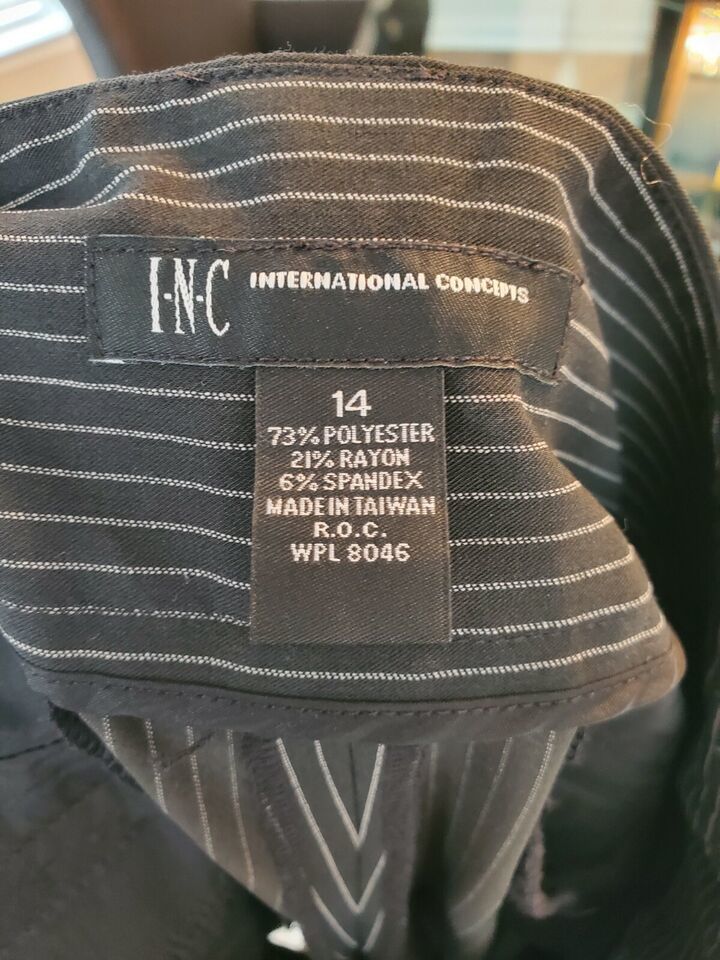 I·N·C INTERNATIONAL CONCEPTS
14
73% POLYESTER
21% RAYON
6% SPANDEX
MADE IN TAIWAN
R.O.C.
WPL 8046